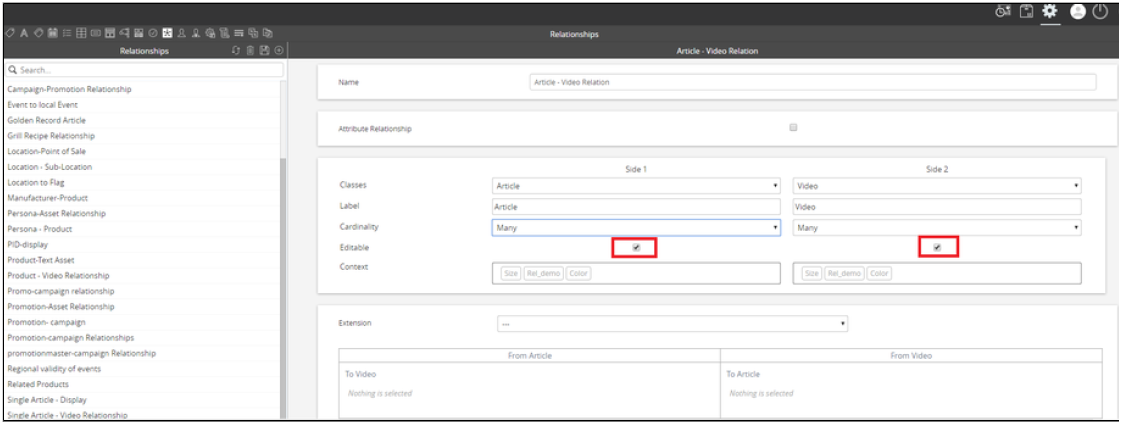 Relationships
Relationships
Article - Video Relation
Search...
Campaign-Promotion Relationship
Event to local Event
Golden Record Article
Grill Recipe Relationship
Location-Point of Sale
Location - Sub-Location
Location to Flag
Manufacturer-Product
Persona-Asset Relationship
Persona - Product
PID-display
Product-Text Asset
Product - Video Relationship
Promo-campaign relationship
Promotion-Asset Relationship
Promotion- campaign
Promotion-campaign Relationships
promotionmaster-campaign Relationship
Regional validity of events
Related Products
Single Article - Display
Single Article - Video Relationship
Name Article - Video Relation
Attribute Relationship
Side 1 Side 2
Classes Article Video
Label Article Video
Cardinality Many Many
Editable
Context Size Rel_demo Color Size Rel_demo Color
Extension ...
From Article From Video
To Video To Article
Nothing is selected Nothing is selected